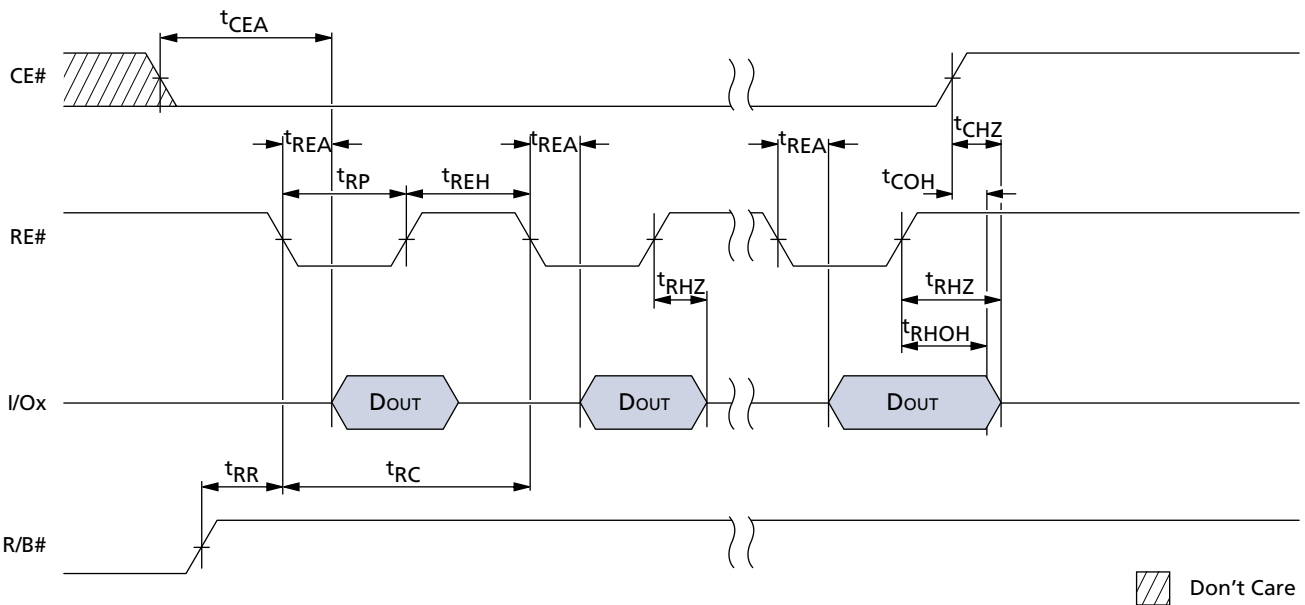 tCEA
CE#
tREA
tREA
tREA
tCHZ
tRP
tREH
tCOH
RE#
tRHZ
tRHZ
tRHOH
I/Ox
DOUT
DOUT
DOUT
tRR
tRC
R/B#
Don't Care